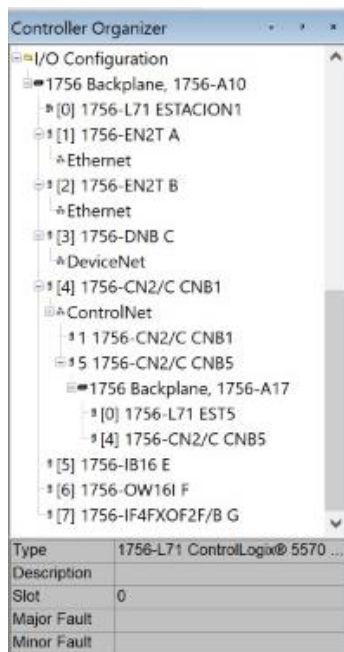 Controller Organizer
I/O Configuration
1756 Backplane, 1756-A10
[0] 1756-L71 ESTACION1
[1] 1756-EN2T A
Ethernet
[2] 1756-EN2T B
Ethernet
[3] 1756-DNB C
DeviceNet
[4] 1756-CN2/C CNB1
ControlNet
1 1756-CN2/C CNB1
5 1756-CN2/C CNB5
1756 Backplane, 1756-A17
[0] 1756-L71 EST5
[4] 1756-CN2/C CNB5
[5] 1756-IB16 E
[6] 1756-OW16I F
[7] 1756-IF4FXOF2F/B G
Type 1756-L71 ControlLogix® 5570 ...
Description
Slot 0
Major Fault
Minor Fault